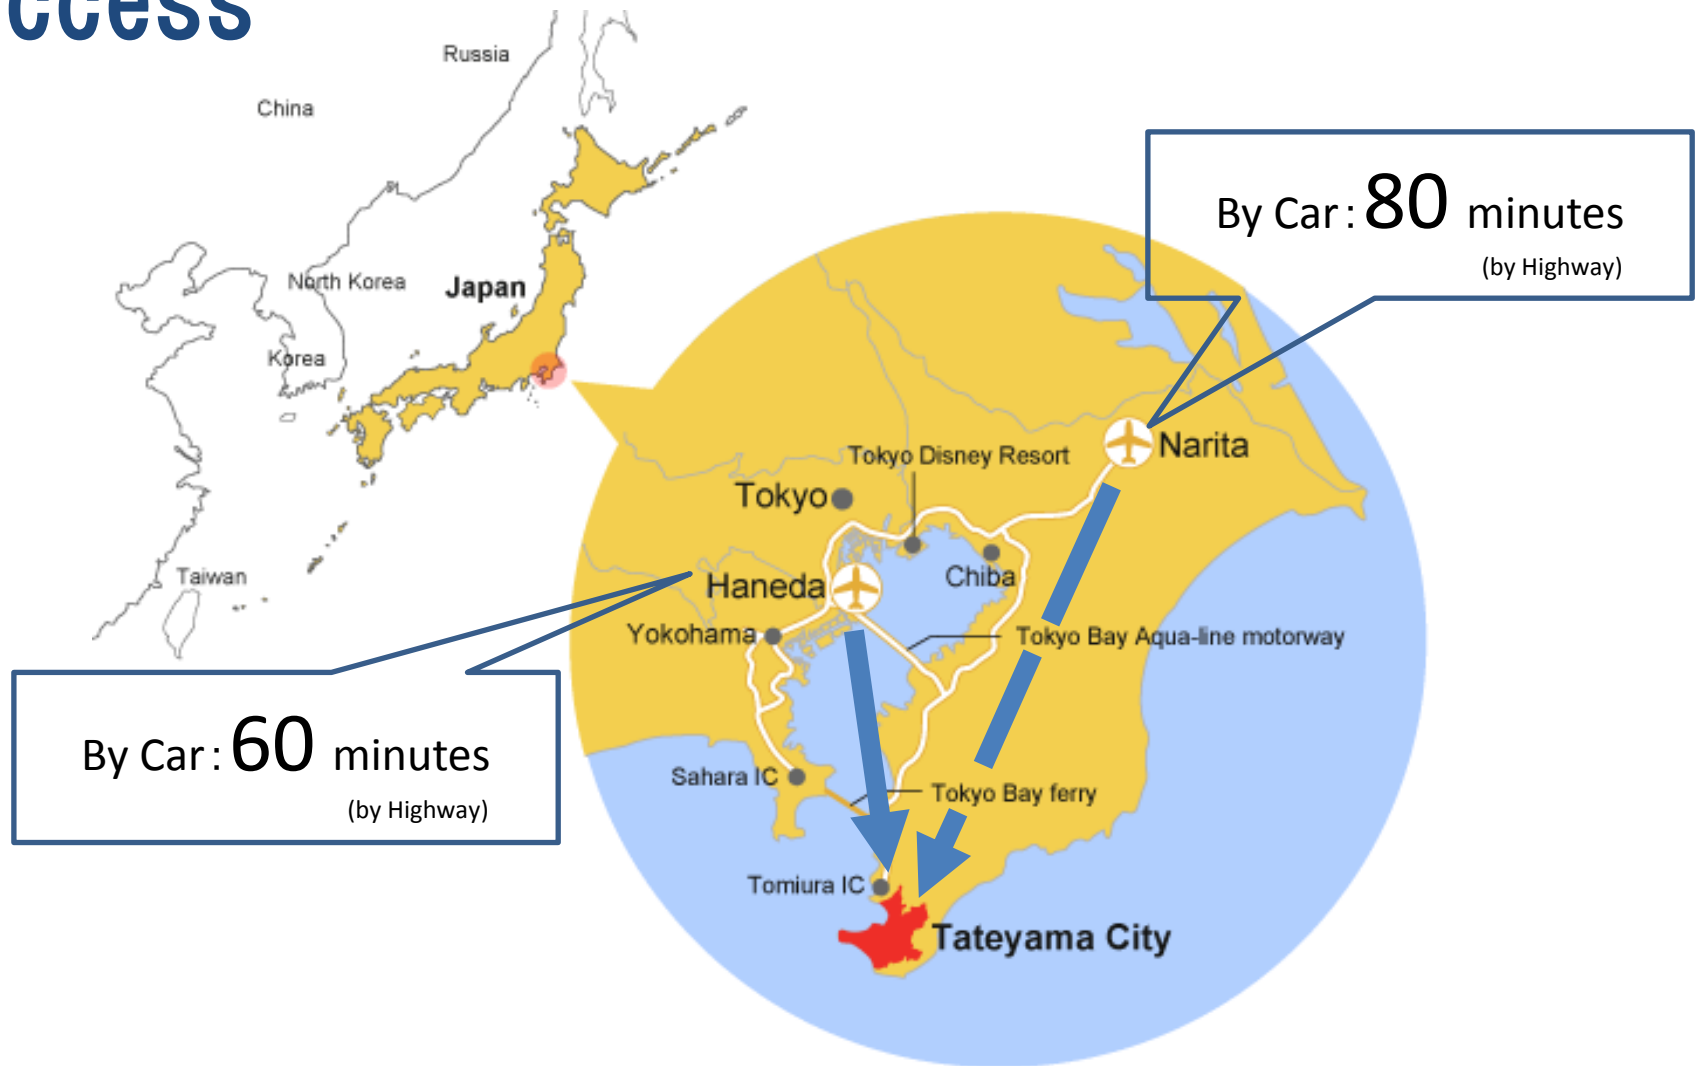 ccess
Russia
China
North Korea
Japan
Korea
Taiwan
By Car : 80 minutes
(by Highway)
Narita
Tokyo Disney Resort
Tokyo
Chiba
Haneda
Yokohama
Tokyo Bay Aqua-line motorway
By Car : 60 minutes
(by Highway)
Sahara IC
Tokyo Bay ferry
Tomiura IC
Tateyama City